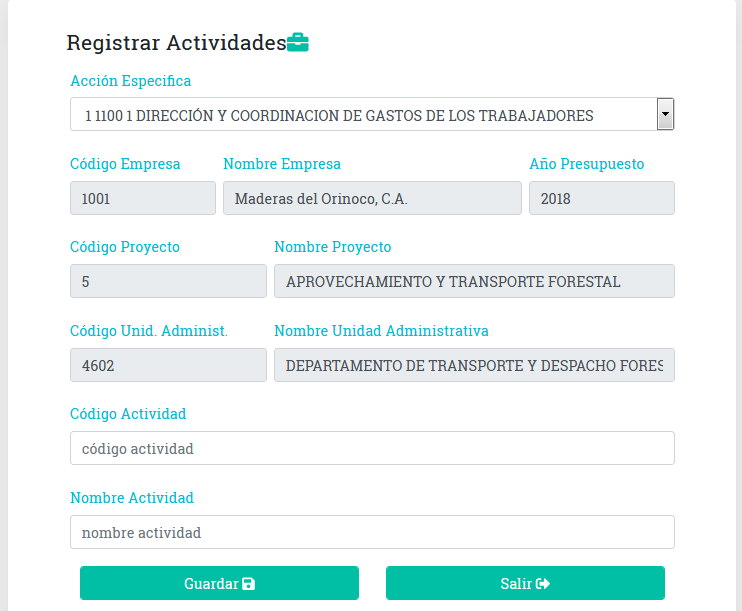 Registrar Actividades
Acción Especifica
1 1100 1 DIRECCIÓN Y COORDINACION DE GASTOS DE LOS TRABAJADORES
Código Empresa Nombre Empresa Año Presupuesto
1001 Maderas del Orinoco, C.A. 2018
Código Proyecto Nombre Proyecto
5 APROVECHAMIENTO Y TRANSPORTE FORESTAL
Código Unid. Administ. Nombre Unidad Administrativa
4602 DEPARTAMENTO DE TRANSPORTE Y DESPACHO FORES
Código Actividad
código actividad
Nombre Actividad
nombre actividad
Guardar Salir